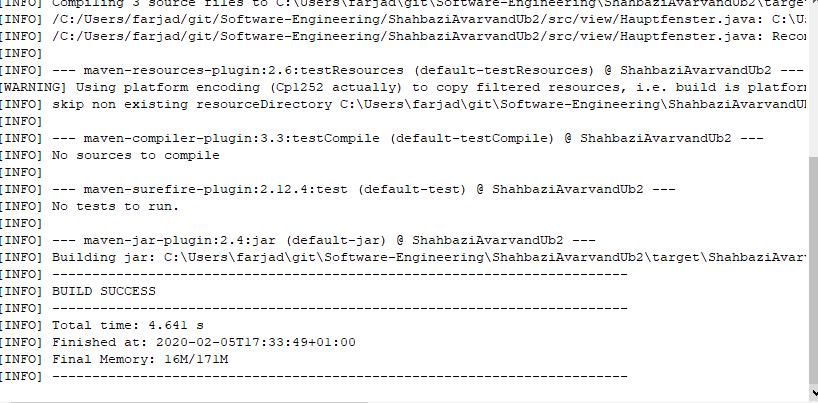 [INFO] Compiling 3 source files to C:\Users\farjad\git\Software-Engineering\ShahbaziAvarvandUb2\targe
[INFO] /C:/Users/farjad/git/Software-Engineering/ShahbaziAvarvandUb2/src/view/Hauptfenster.java: C:\U
[INFO] /C:/Users/farjad/git/Software-Engineering/ShahbaziAvarvandUb2/src/view/Hauptfenster.java: Recom
[INFO]
[INFO] --- maven-resources-plugin:2.6:testResources (default-testResources) @ ShahbaziAvarvandUb2 ---
[WARNING] Using platform encoding (Cp1252 actually) to copy filtered resources, i.e. build is platfor
[INFO] skip non existing resourceDirectory C:\Users\farjad\git\Software-Engineering\ShahbaziAvarvandU
[INFO]
[INFO] --- maven-compiler-plugin:3.3:testCompile (default-testCompile) @ ShahbaziAvarvandUb2 ---
[INFO] No sources to compile
[INFO]
[INFO] --- maven-surefire-plugin:2.12.4:test (default-test) @ ShahbaziAvarvandUb2 ---
[INFO] No tests to run.
[INFO]
[INFO] --- maven-jar-plugin:2.4:jar (default-jar) @ ShahbaziAvarvandUb2 ---
[INFO] Building jar: C:\Users\farjad\git\Software-Engineering\ShahbaziAvarvandUb2\target\ShahbaziAvar
[INFO] ------------------------------------------------------------------------
[INFO] BUILD SUCCESS
[INFO] ------------------------------------------------------------------------
[INFO] Total time: 4.641 s
[INFO] Finished at: 2020-02-05T17:33:49+01:00
[INFO] Final Memory: 16M/171M
[INFO] ------------------------------------------------------------------------